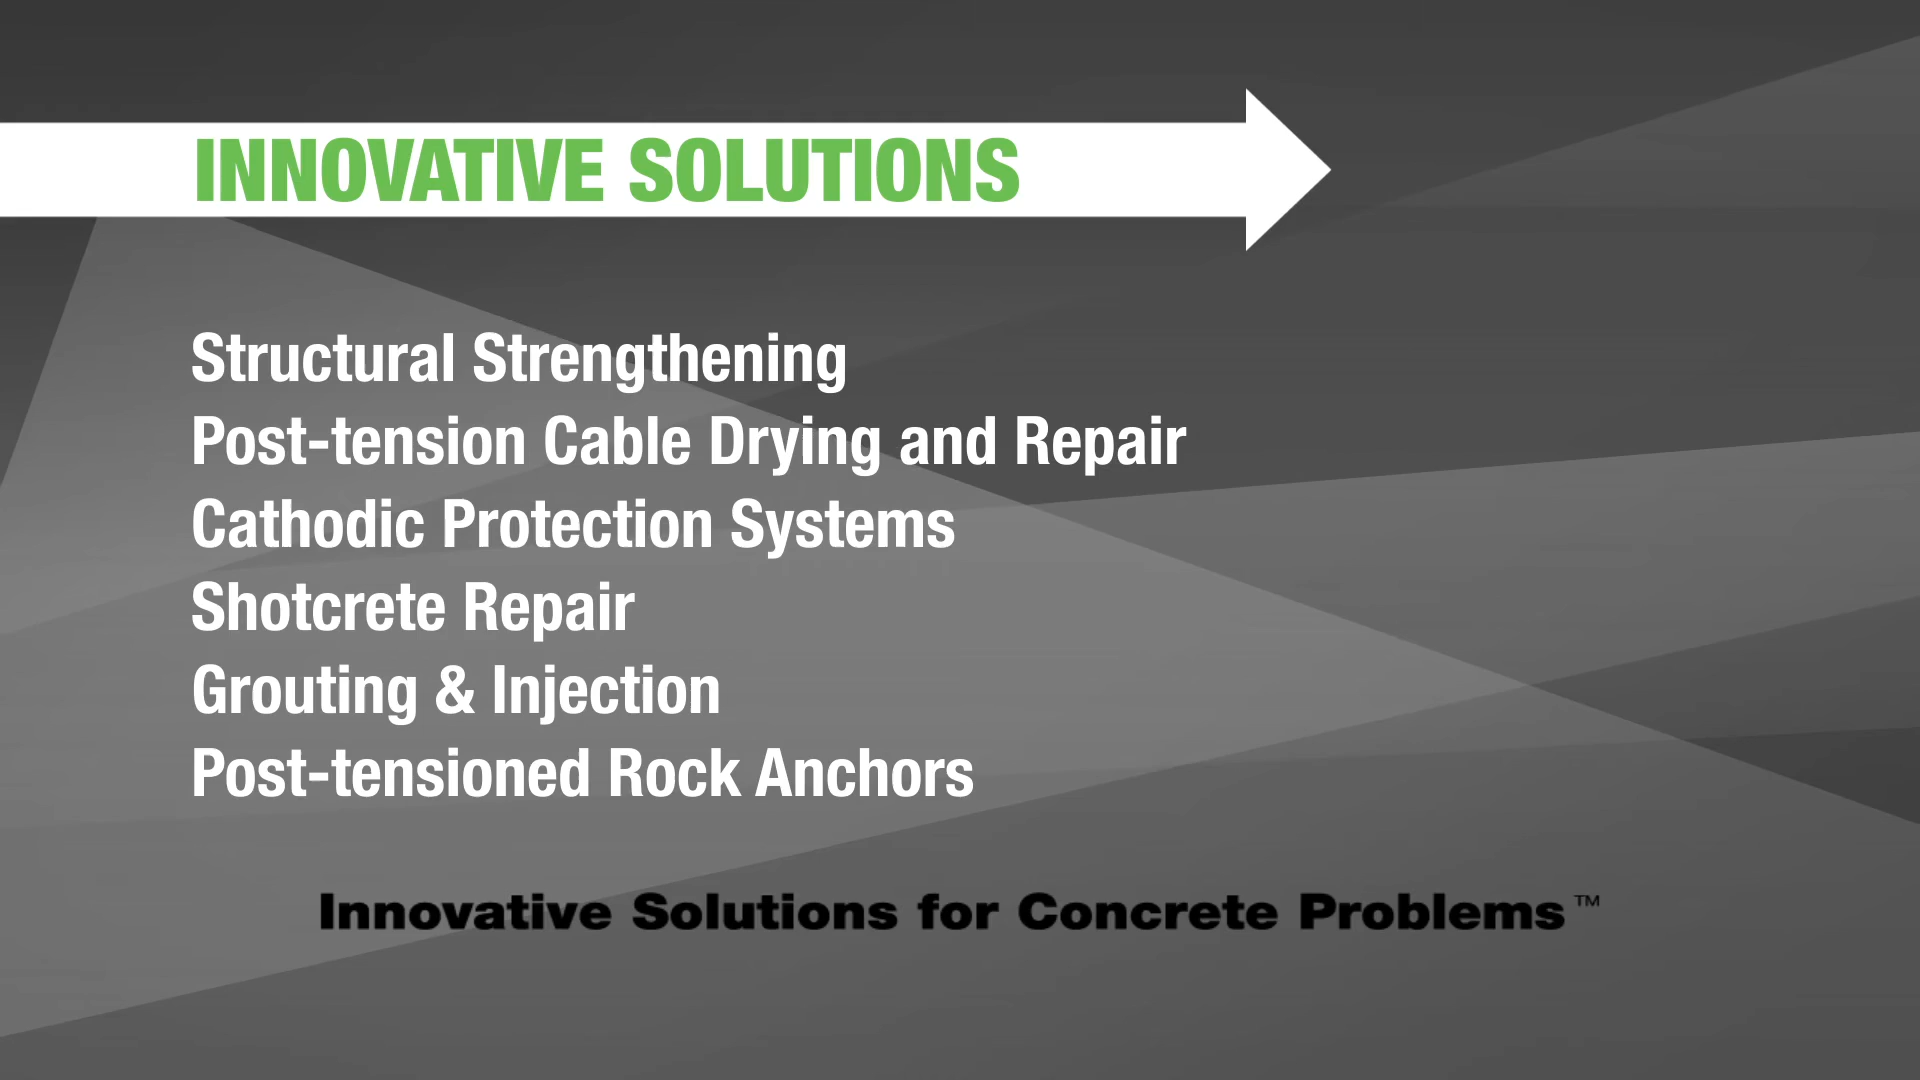 INNOVATIVE SOLUTIONS
Structural Strengthening
Post-tension Cable Drying and Repair
Cathodic Protection Systems
Shotcrete Repair
Grouting & Injection
Post-tensioned Rock Anchors
Innovative Solutions for Concrete Problems™